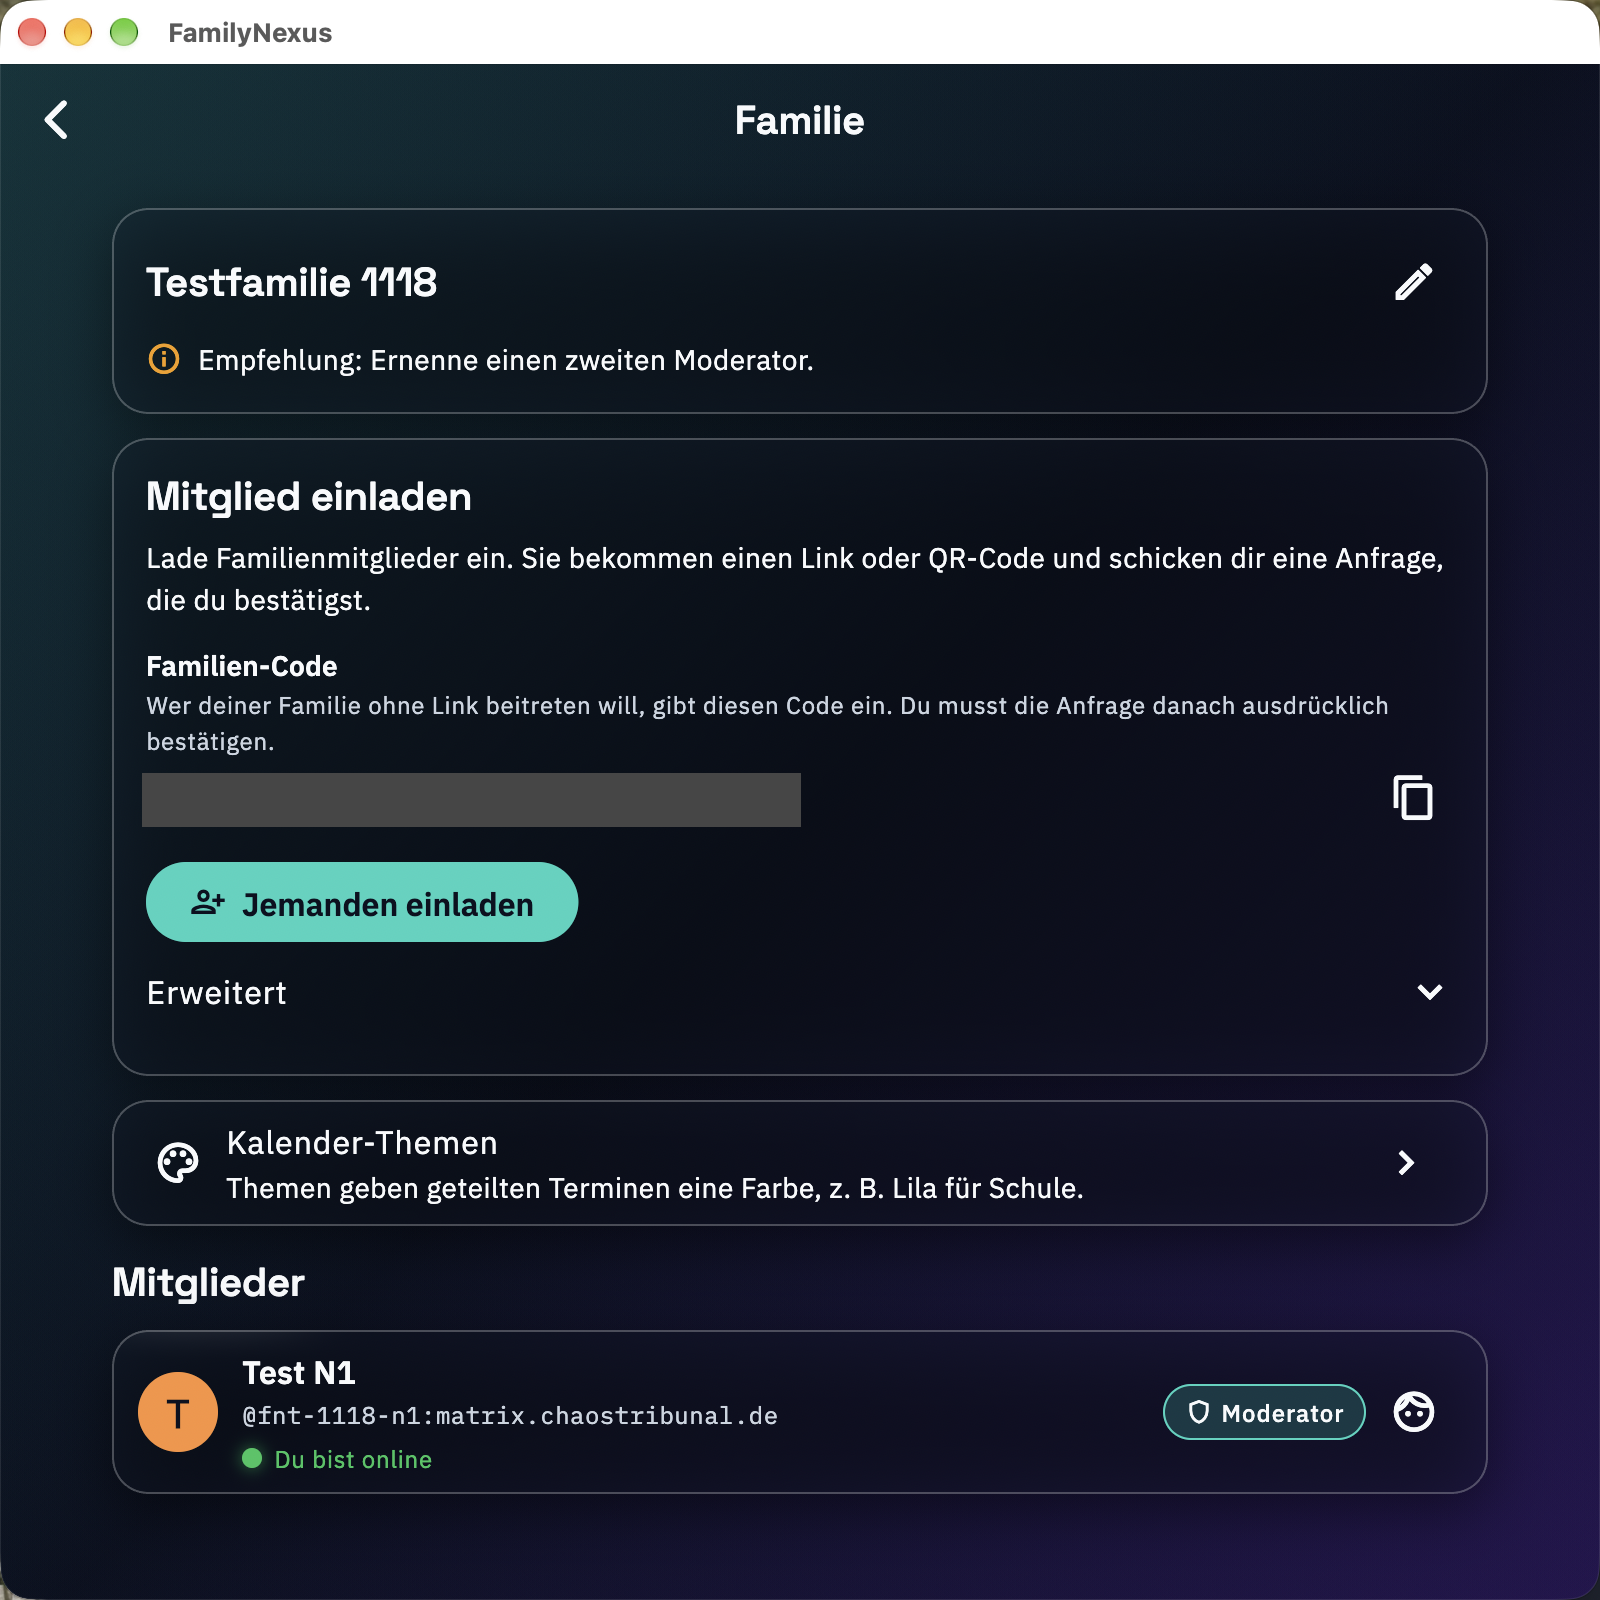 FamilyNexus
Familie
Testfamilie 1118
Empfehlung: Ernenne einen zweiten Moderator.
Mitglied einladen
Lade Familienmitglieder ein. Sie bekommen einen Link oder QR-Code und schicken dir eine Anfrage,
die du bestätigst.
Familien-Code
Wer deiner Familie ohne Link beitreten will, gibt diesen Code ein. Du musst die Anfrage danach ausdrücklich
bestätigen.
Jemanden einladen
Erweitert
Kalender-Themen
Themen geben geteilten Terminen eine Farbe, z. B. Lila für Schule.
Mitglieder
T
Test N1
@fnt-1118-n1:matrix.chaostribunal.de
Moderator
Du bist online